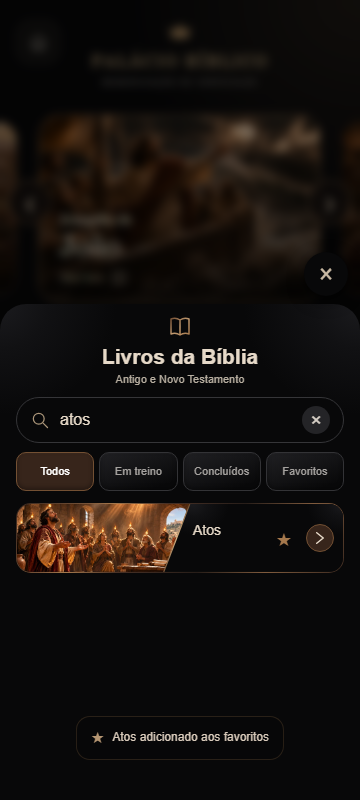 Livros da Bíblia
Antigo e Novo Testamento
atos
Todos
Em treino
Concluídos
Favoritos
Atos
Atos adicionado aos favoritos